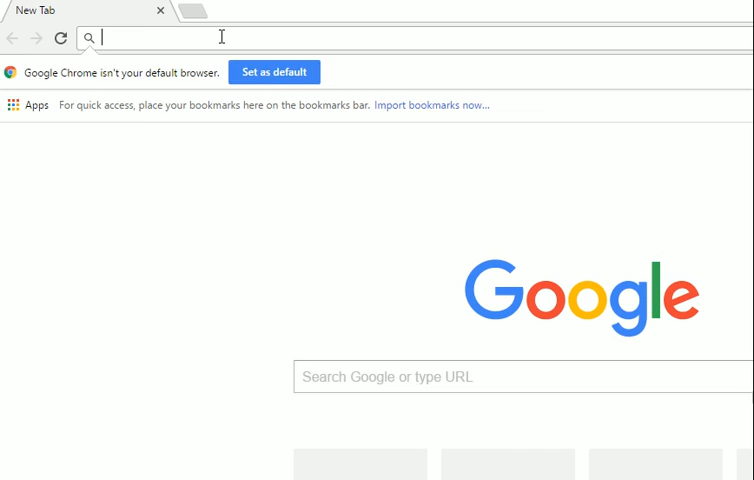 New Tab
Google Chrome isn't your default browser. Set as default
Apps For quick access, place your bookmarks here on the bookmarks bar. Import bookmarks now...
Google
Search Google or type URL